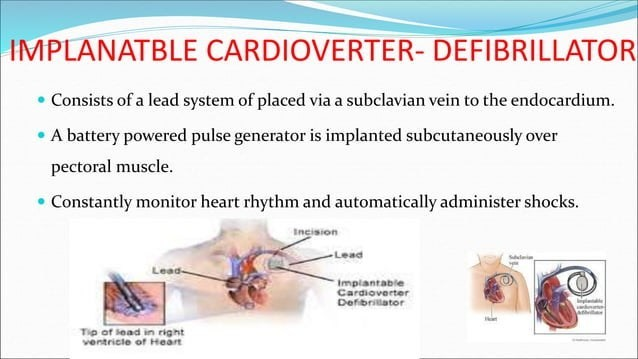 IMPLANATBLE CARDIOVERTER- DEFIBRILLATOR
Consists of a lead system of placed via a subclavian vein to the endocardium.
A battery powered pulse generator is implanted subcutaneously over
pectoral muscle.
Constantly monitor heart rhythm and automatically administer shocks.
Incision
Lead
Lead
Implantable
Cardioverter
Defibrillator
Tip of lead in right
ventricle of Heart
Subclavian
vein
Heart
Implantable
cardioverter
defibrillator